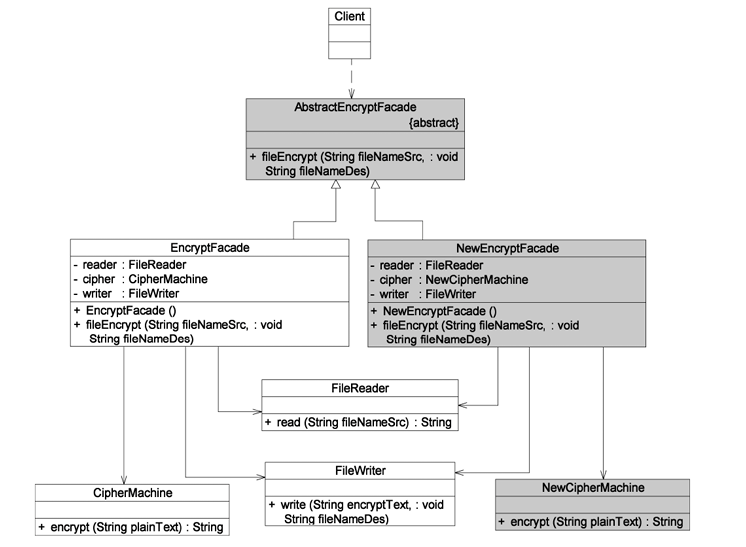 Client
AbstractEncryptFacade
{abstract}
+ fileEncrypt (String fileNameSrc, : void
String fileNameDes)
EncryptFacade
- reader : FileReader
- cipher : CipherMachine
- writer : FileWriter
+ EncryptFacade ()
+ fileEncrypt (String fileNameSrc, : void
String fileNameDes)
NewEncryptFacade
- reader : FileReader
- cipher : NewCipherMachine
- writer : FileWriter
+ NewEncryptFacade ()
+ fileEncrypt (String fileNameSrc, : void
String fileNameDes)
FileReader
+ read (String fileNameSrc) : String
FileWriter
+ write (String encryptText, : void
String fileNameDes)
CipherMachine
+ encrypt (String plainText) : String
NewCipherMachine
+ encrypt (String plainText) : String